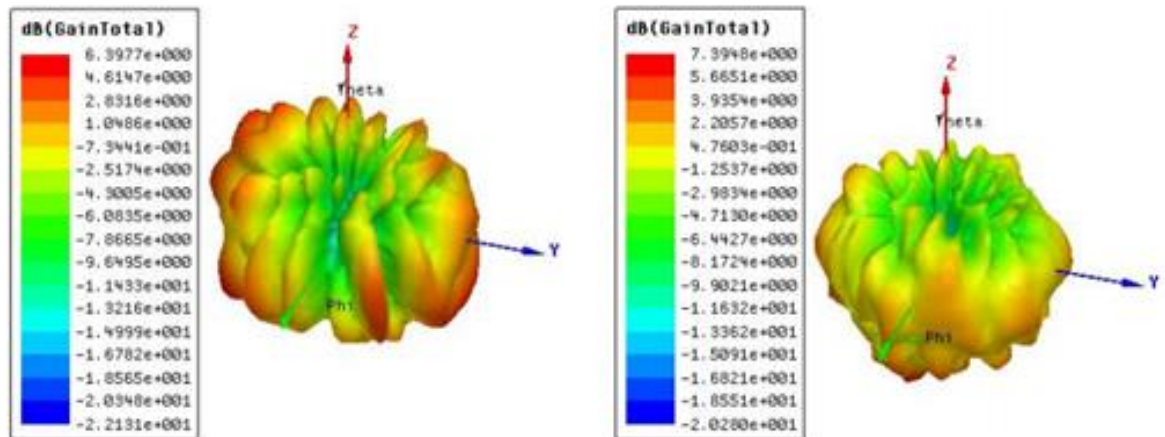 dB(GainTotal)
6.3977e+000
4.6147e+000
2.8316e+000
1.0486e+000
-7.3441e-001
-2.5174e+000
-4.3005e+000
-6.0835e+000
-7.8665e+000
-9.6495e+000
-1.1433e+001
-1.3216e+001
-1.4999e+001
-1.6782e+001
-1.8565e+001
-2.0348e+001
-2.2131e+001
Z
Theta
Y
Phi
dB(GainTotal)
7.3948e+000
5.6651e+000
3.9354e+000
2.2057e+000
4.7603e-001
-1.2537e+000
-2.9834e+000
-4.7130e+000
-6.4427e+000
-8.1724e+000
-9.9021e+000
-1.1632e+001
-1.3362e+001
-1.5091e+001
-1.6821e+001
-1.8551e+001
-2.0280e+001
Z
Theta
Y
Phi